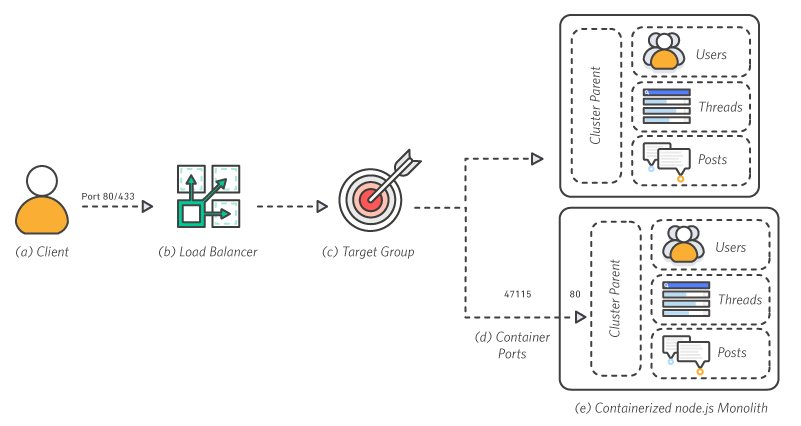 Cluster Parent
Users
Threads
Posts
Port 80/433
(a) Client
(b) Load Balancer
(c) Target Group
47115
80
(d) Container
Ports
Cluster Parent
Users
Threads
Posts
(e) Containerized node.js Monolith